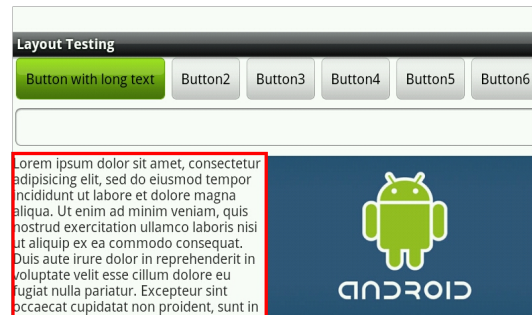 Layout Testing
Button with long text Button2 Button3 Button4 Button5 Button6
Lorem ipsum dolor sit amet, consectetur
adipisicing elit, sed do eiusmod tempor
incididunt ut labore et dolore magna
aliqua. Ut enim ad minim veniam, quis
nostrud exercitation ullamco laboris nisi
ut aliquip ex ea commodo consequat.
Duis aute irure dolor in reprehenderit in
voluptate velit esse cillum dolore eu
fugiat nulla pariatur. Excepteur sint
occaecat cupidatat non proident, sunt in
ANDROID